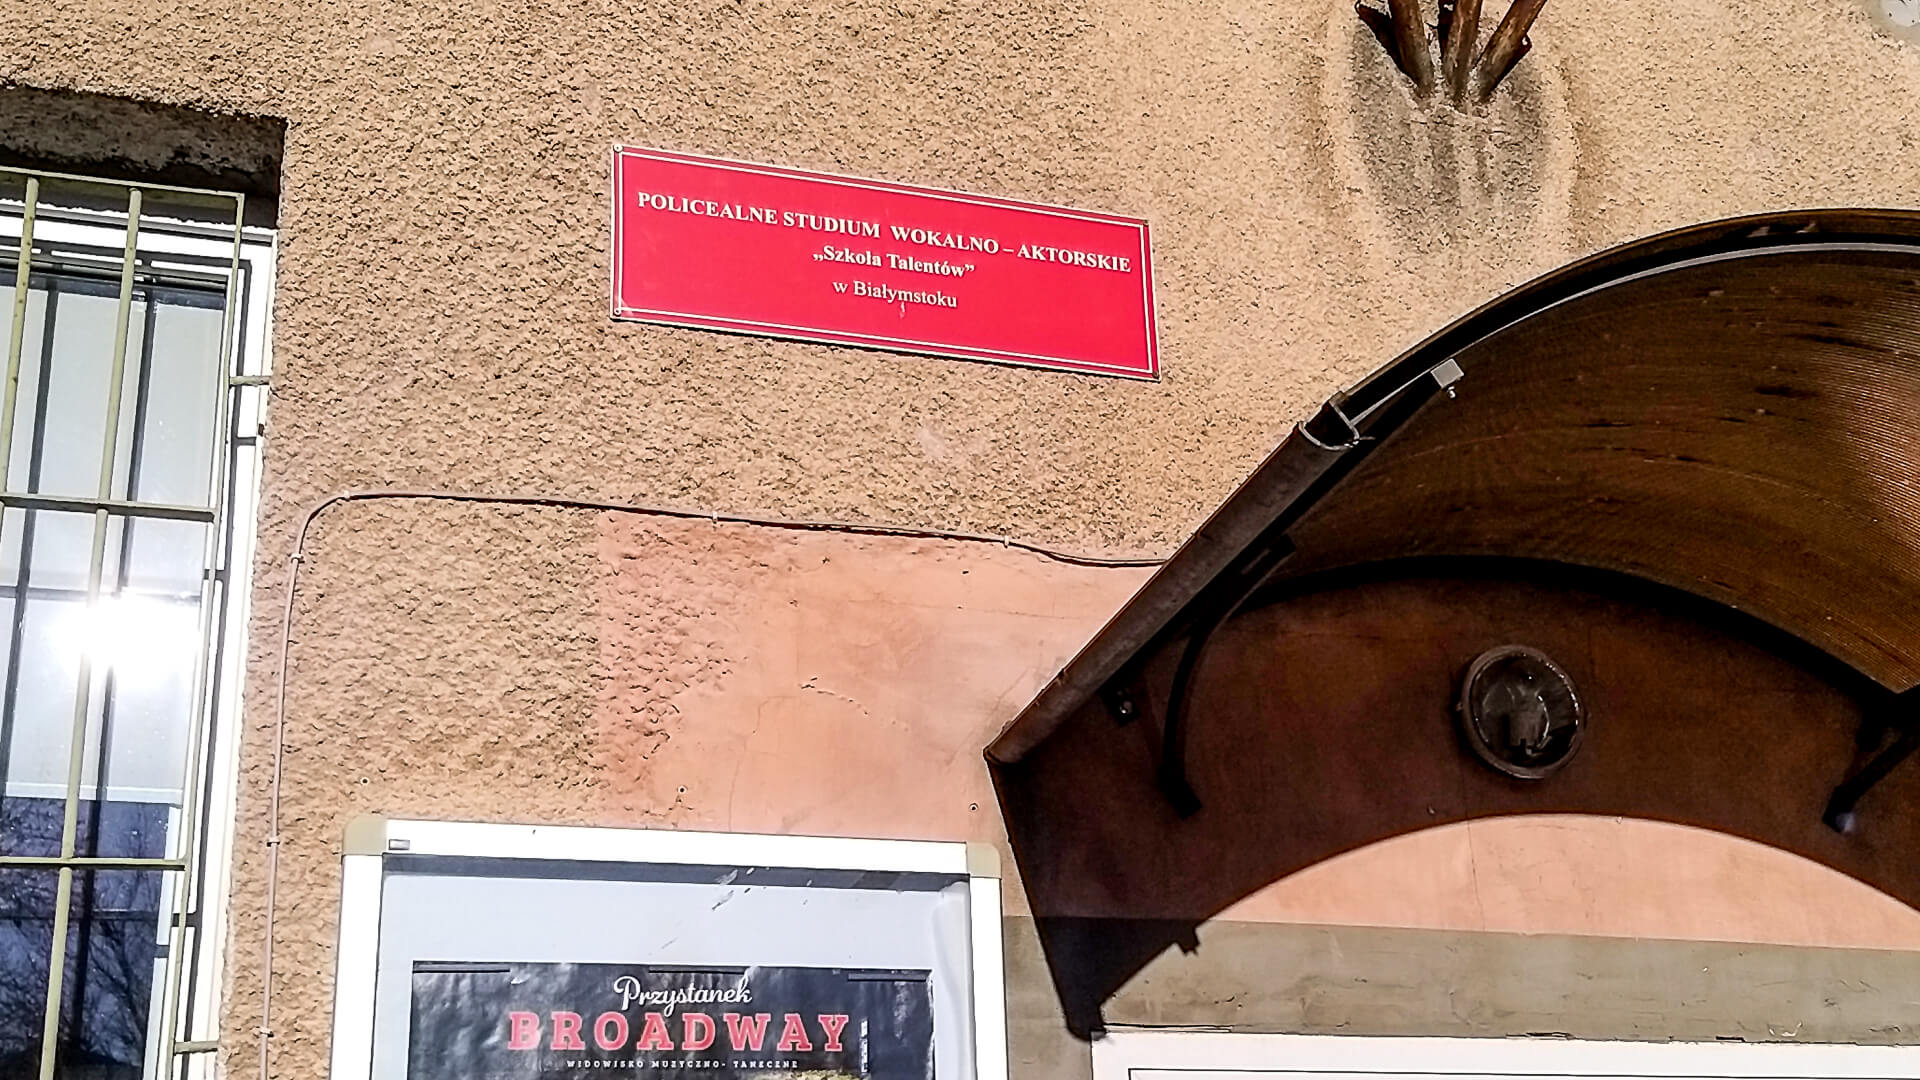 POLICEALNE STUDIUM WOKALNO – AKTORSKIE
„Szkoła Talentów”
w Białymstoku
Przystanek
BROADWAY
WIDOWISKO MUZYCZNO- TANECZNE